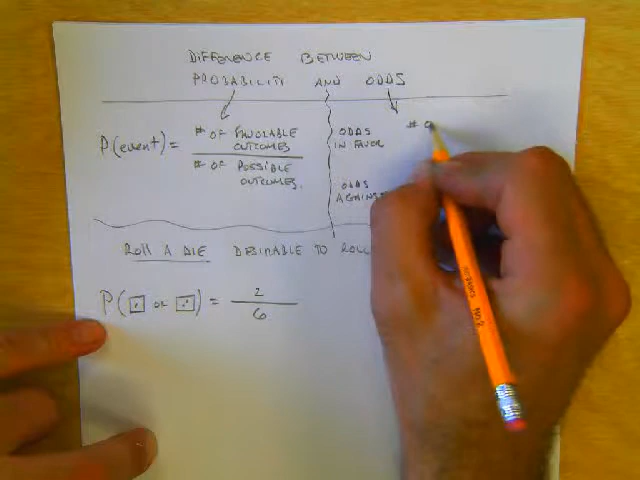 DIFFERENCE BETWEEN
PROBABILITY AND ODDS
P(event) = # OF FAVORABLE OUTCOMES
# OF POSSIBLE OUTCOMES.
ODDS IN FAVOR
# O
ODDS AGAINST
ROLL A DIE DESIRABLE TO ROLL
P( or ) = 2
6